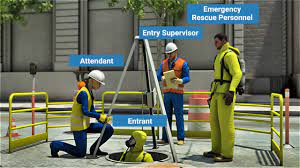 Emergency
Rescue Personnel
Entry Supervisor
Attendant
Entrant